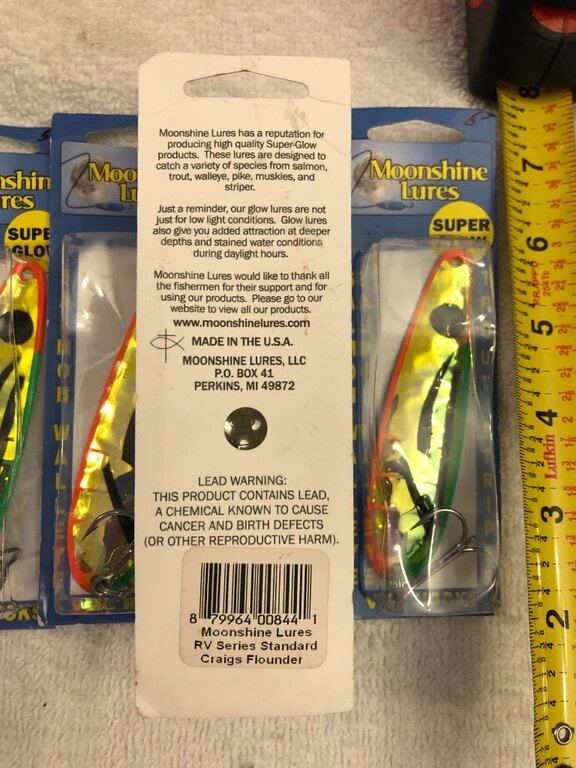 Moonshine Lures has a reputation for
producing high quality Super-Glow
products. These lures are designed to
catch a variety of species from salmon,
trout, walleye, pike, muskies, and
striper.
Just a reminder, our glow lures are not
just for low light conditions. Glow lures
also give you added attraction at deeper
depths and stained water conditions
during daylight hours.
Moonshine Lures would like to thank all
the fishermen for their support and for
using our products. Please go to our
website to view all our products.
www.moonshinelures.com
MADE IN THE U.S.A.
MOONSHINE LURES, LLC
P.O. BOX 41
PERKINS, MI 49872
LEAD WARNING:
THIS PRODUCT CONTAINS LEAD,
A CHEMICAL KNOWN TO CAUSE
CANCER AND BIRTH DEFECTS
(OR OTHER REPRODUCTIVE HARM).
8 79964 00844 1
Moonshine Lures
RV Series Standard
Craigs Flounder
Moonshine
Lures
SUPER
Moo
L
nshin
res
SUPE
GLO
8
7
6
5
4
Lufkin
3
2